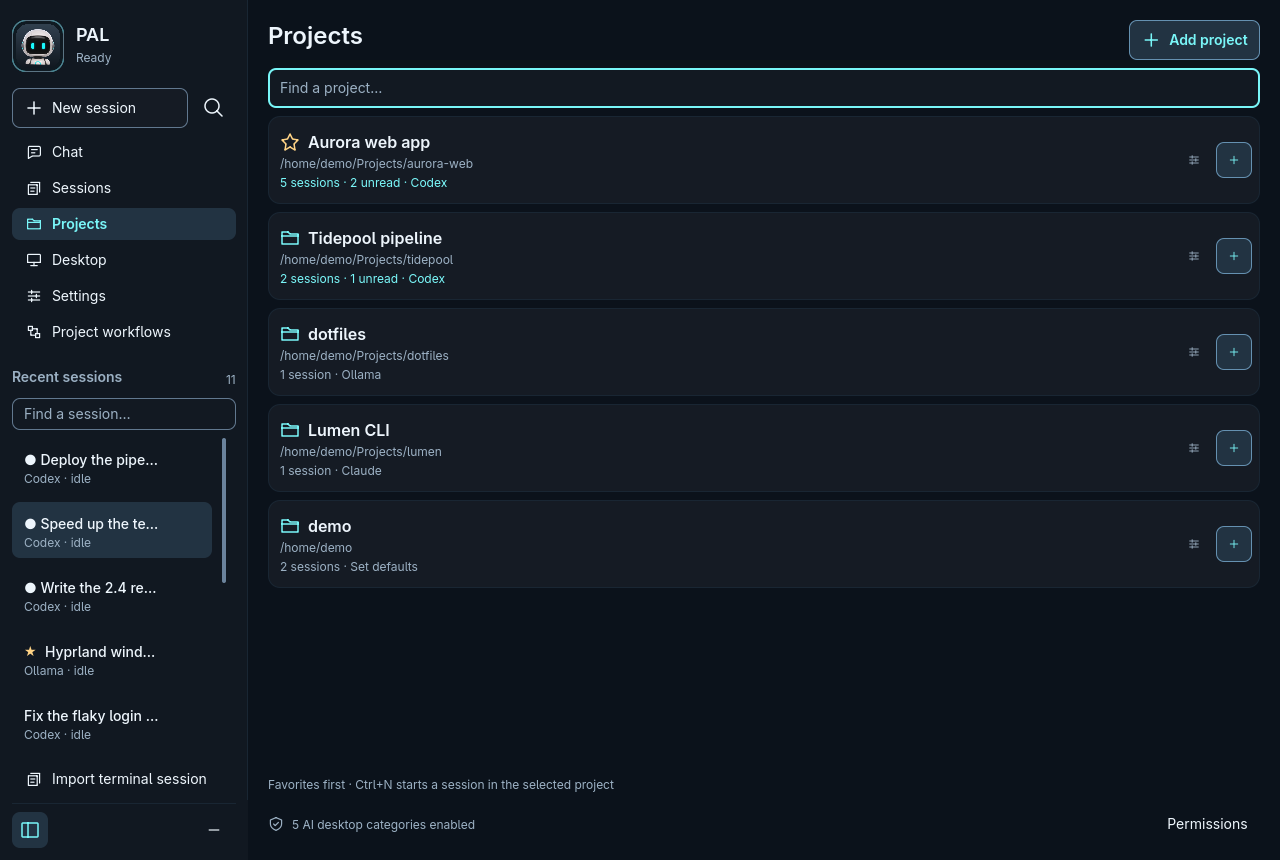 PAL
Ready
New session
Chat
Sessions
Projects
Desktop
Settings
Project workflows
Recent sessions
11
Find a session...
Deploy the pipe...
Codex · idle
Speed up the te...
Codex · idle
Write the 2.4 re...
Codex · idle
Hyprland wind...
Ollama · idle
Fix the flaky login ...
Codex · idle
Import terminal session
Projects
Add project
Find a project...
Aurora web app
/home/demo/Projects/aurora-web
5 sessions · 2 unread · Codex
Tidepool pipeline
/home/demo/Projects/tidepool
2 sessions · 1 unread · Codex
dotfiles
/home/demo/Projects/dotfiles
1 session · Ollama
Lumen CLI
/home/demo/Projects/lumen
1 session · Claude
demo
/home/demo
2 sessions · Set defaults
Favorites first · Ctrl+N starts a session in the selected project
5 AI desktop categories enabled
Permissions